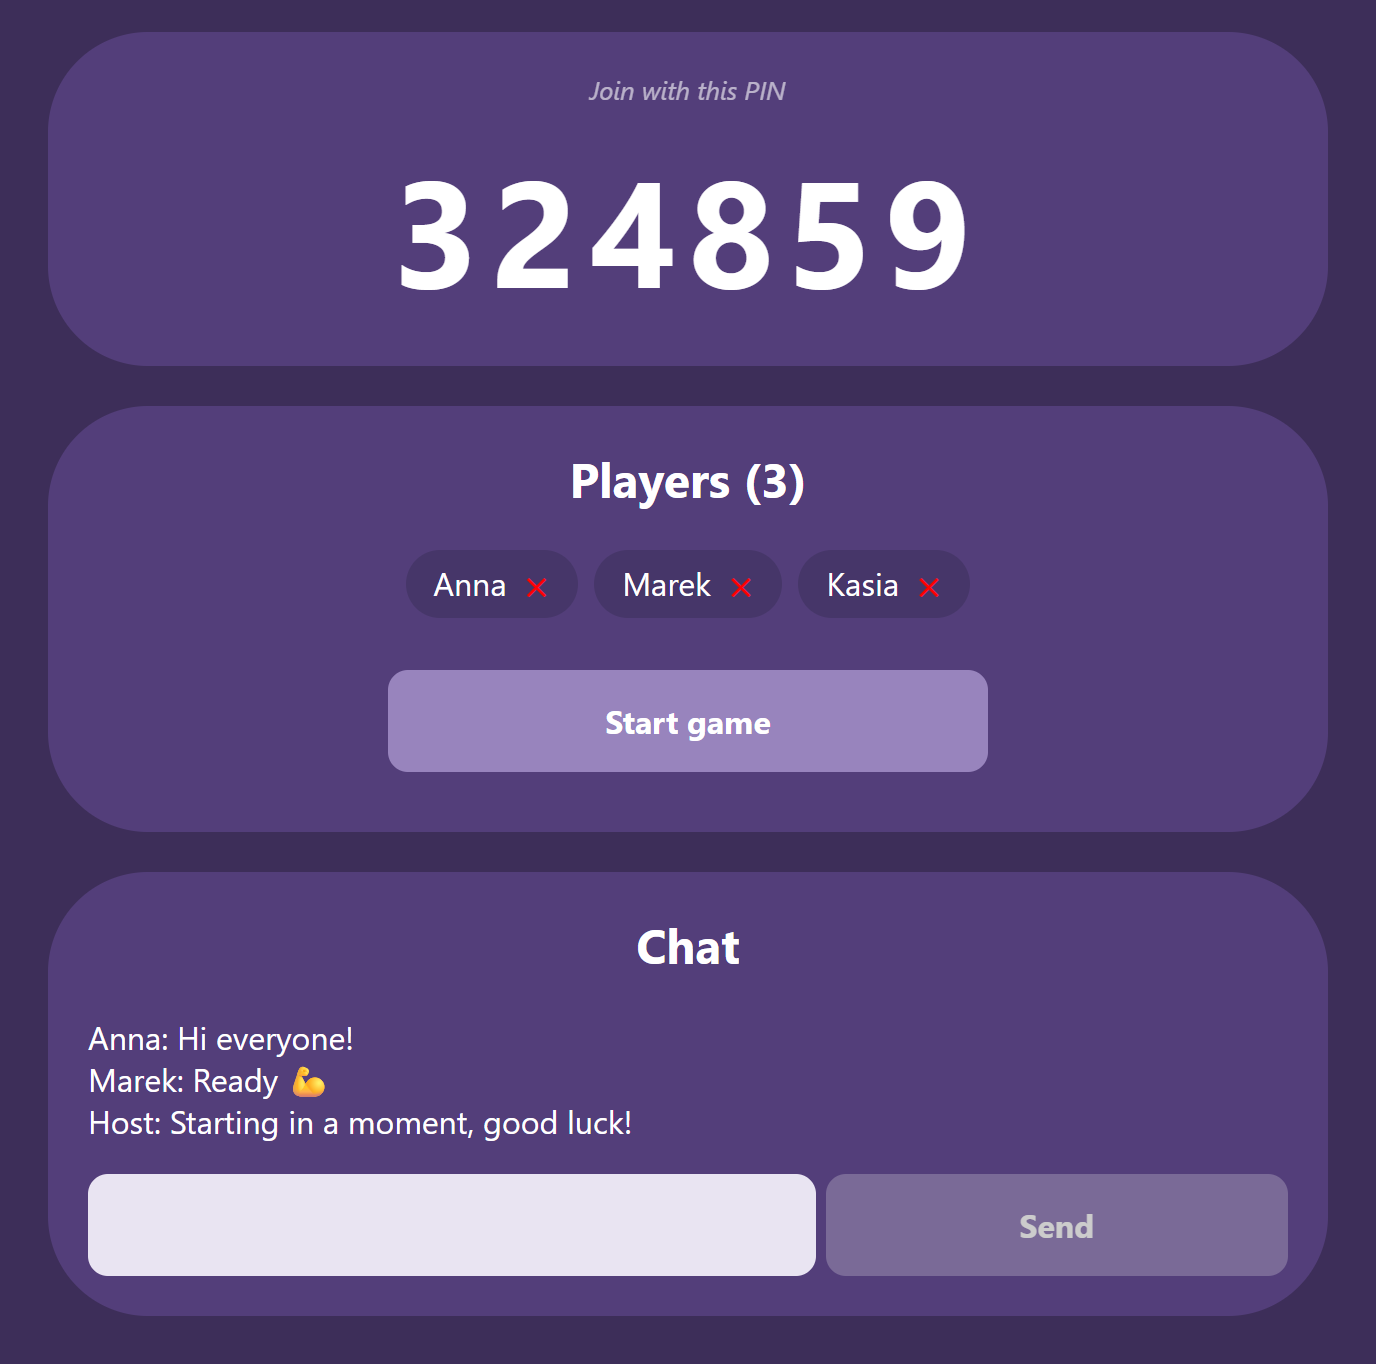 Join with this PIN
324859
Players (3)
Anna ✕ Marek ✕ Kasia ✕
Start game
Chat
Anna: Hi everyone!
Marek: Ready 💪
Host: Starting in a moment, good luck!
Send